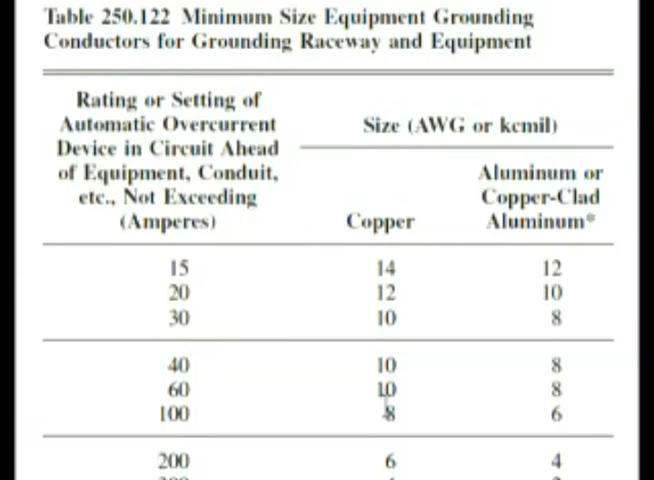 Table 250.122 Minimum Size Equipment Grounding
Conductors for Grounding Raceway and Equipment
Rating or Setting of
Automatic Overcurrent
Device in Circuit Ahead
of Equipment, Conduit,
etc., Not Exceeding
(Amperes)
Size (AWG or kcmil)
Copper
Aluminum or
Copper-Clad
Aluminum*
15 14 12
20 12 10
30 10 8
40 10 8
60 10 8
100 8 6
200 6 4